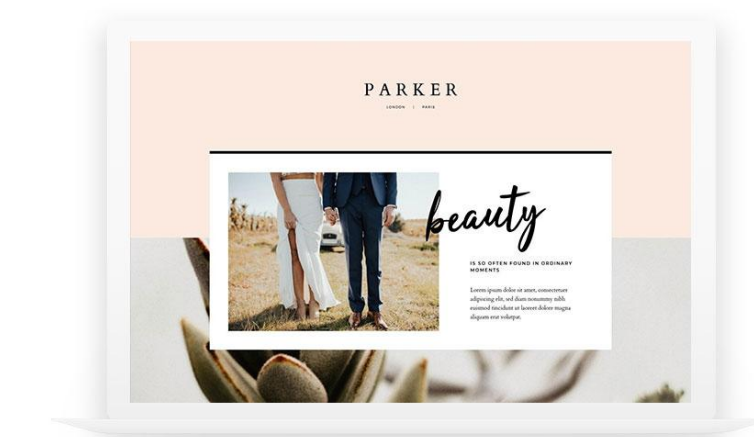 PARKER
LONDON | PARIS
beauty
IS SO OFTEN FOUND IN ORDINARY
MOMENTS
Lorem ipsum dolor sit amet, consectetuer
adipiscing elit, sed diam nonummy nibh
euismod tincidunt ut laoreet dolore magna
aliquam erat volutpat.